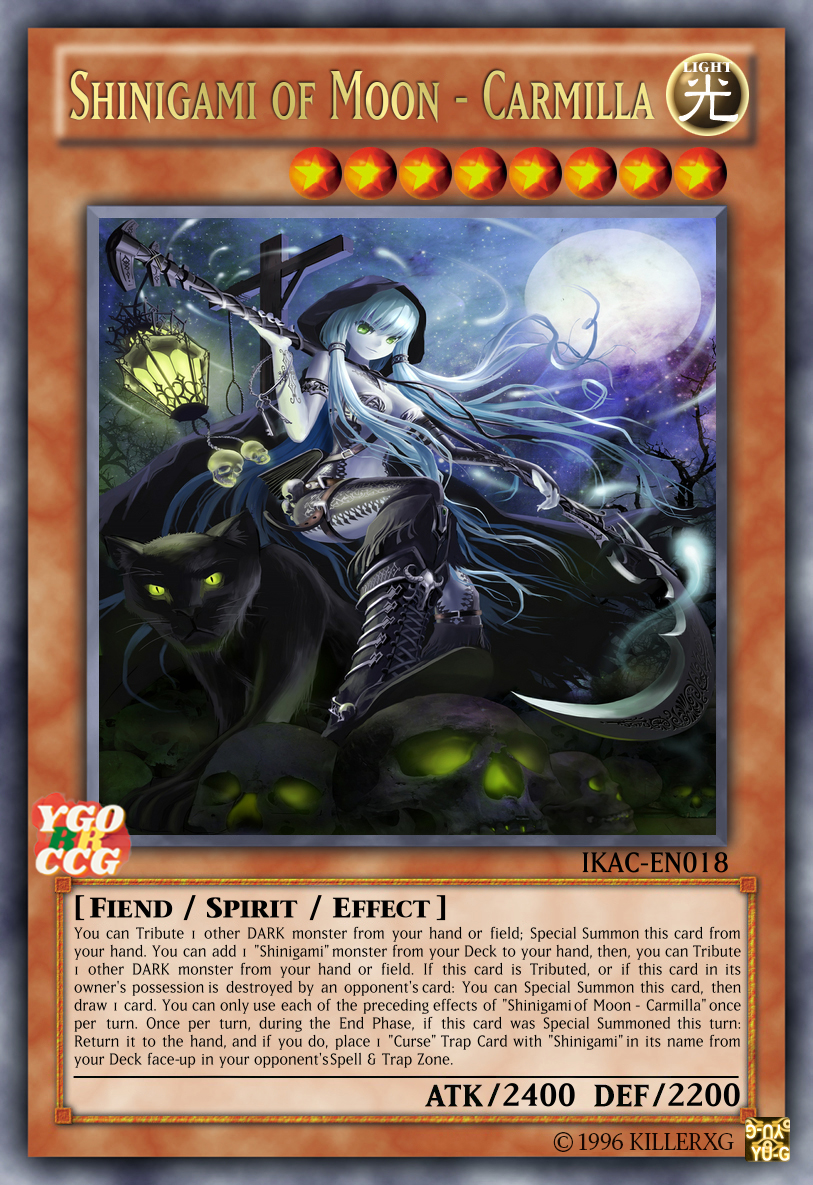 SHINIGAMI OF MOON - CARMILLA
LIGHT
光
YGO
RR
CCG
IKAC-EN018
[ FIEND / SPIRIT / EFFECT ]
You can Tribute 1 other DARK monster from your hand or field; Special Summon this card from
your hand. You can add 1 "Shinigami" monster from your Deck to your hand, then, you can Tribute
1 other DARK monster from your hand or field. If this card is Tributed, or if this card in its
owner's possession is destroyed by an opponent's card: You can Special Summon this card, then
draw 1 card. You can only use each of the preceding effects of "Shinigami of Moon - Carmilla" once
per turn. Once per turn, during the End Phase, if this card was Special Summoned this turn:
Return it to the hand, and if you do, place 1 "Curse" Trap Card with "Shinigami" in its name from
your Deck face-up in your opponent's Spell & Trap Zone.
ATK/2400 DEF/2200
© 1996 KILLERXG
YU-G